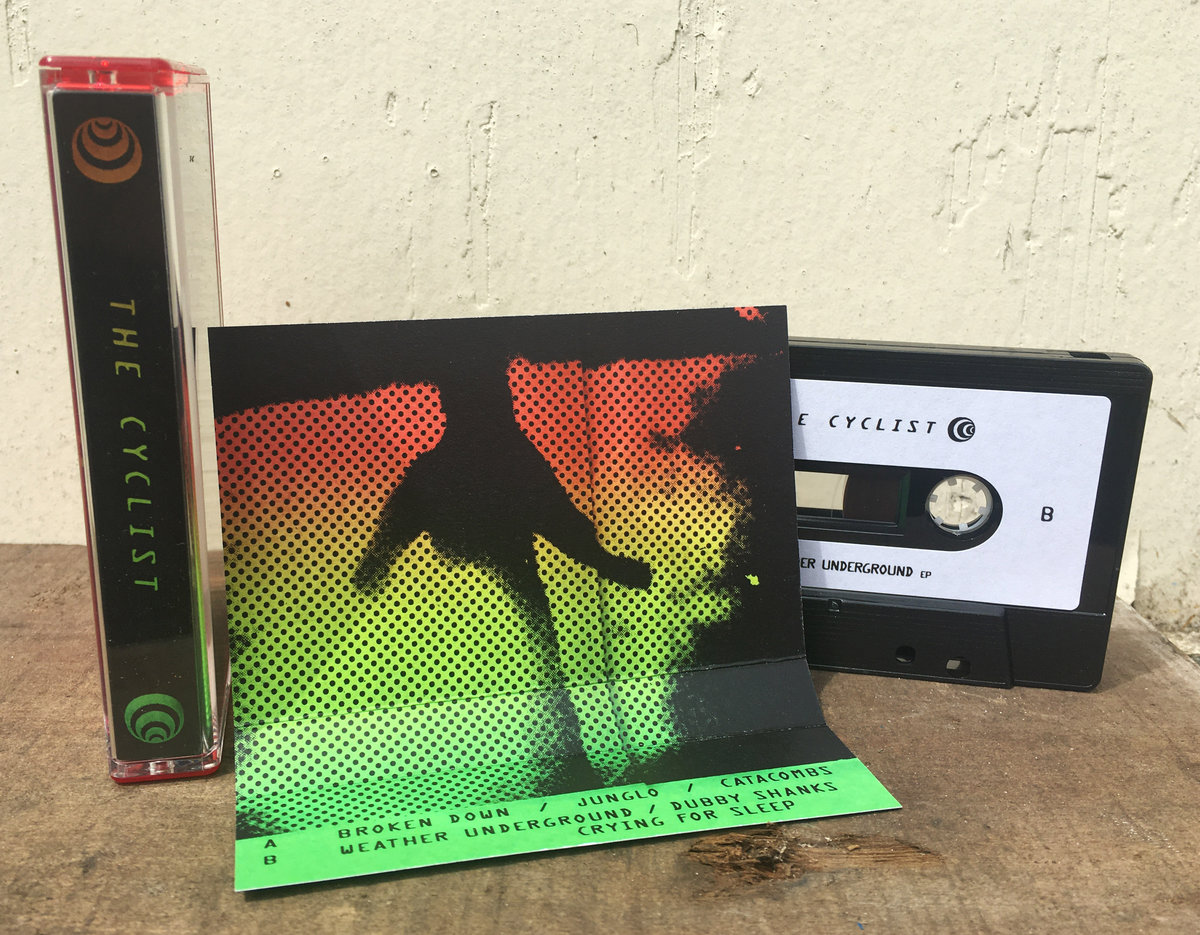 THE CYCLIST
E CYCLIST
B
ER UNDERGROUND EP
A BROKEN DOWN / JUNGLO / CATACOMBS
B WEATHER UNDERGROUND / DUBBY SHANKS
CRYING FOR SLEEP